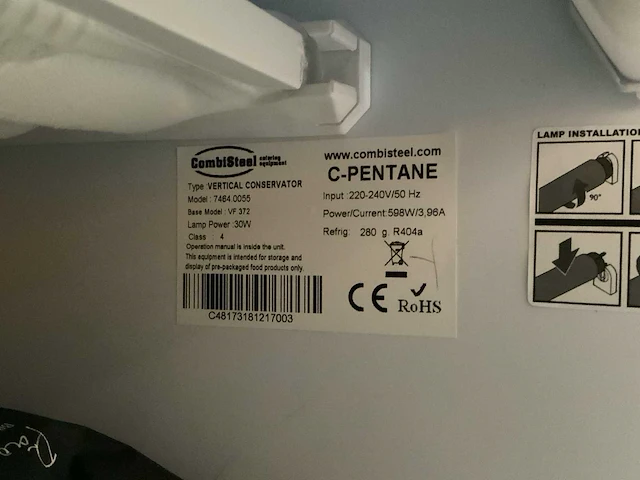 CombiSteel catering equipment
Type: VERTICAL CONSERVATOR
Model : 7464.0055
Base Model : VF 372
Lamp Power :30W
Class : 4
Operation manual is inside the unit.
This equipment is intended for storage and
display of pre-packaged food products only.
C48173181217003
www.combisteel.com
C-PENTANE
Input :220-240V/50 Hz
Power/Current:598W/3,96A
Refrig: 280 g R404a
CE RoHS
LAMP INSTALLATIO
90°